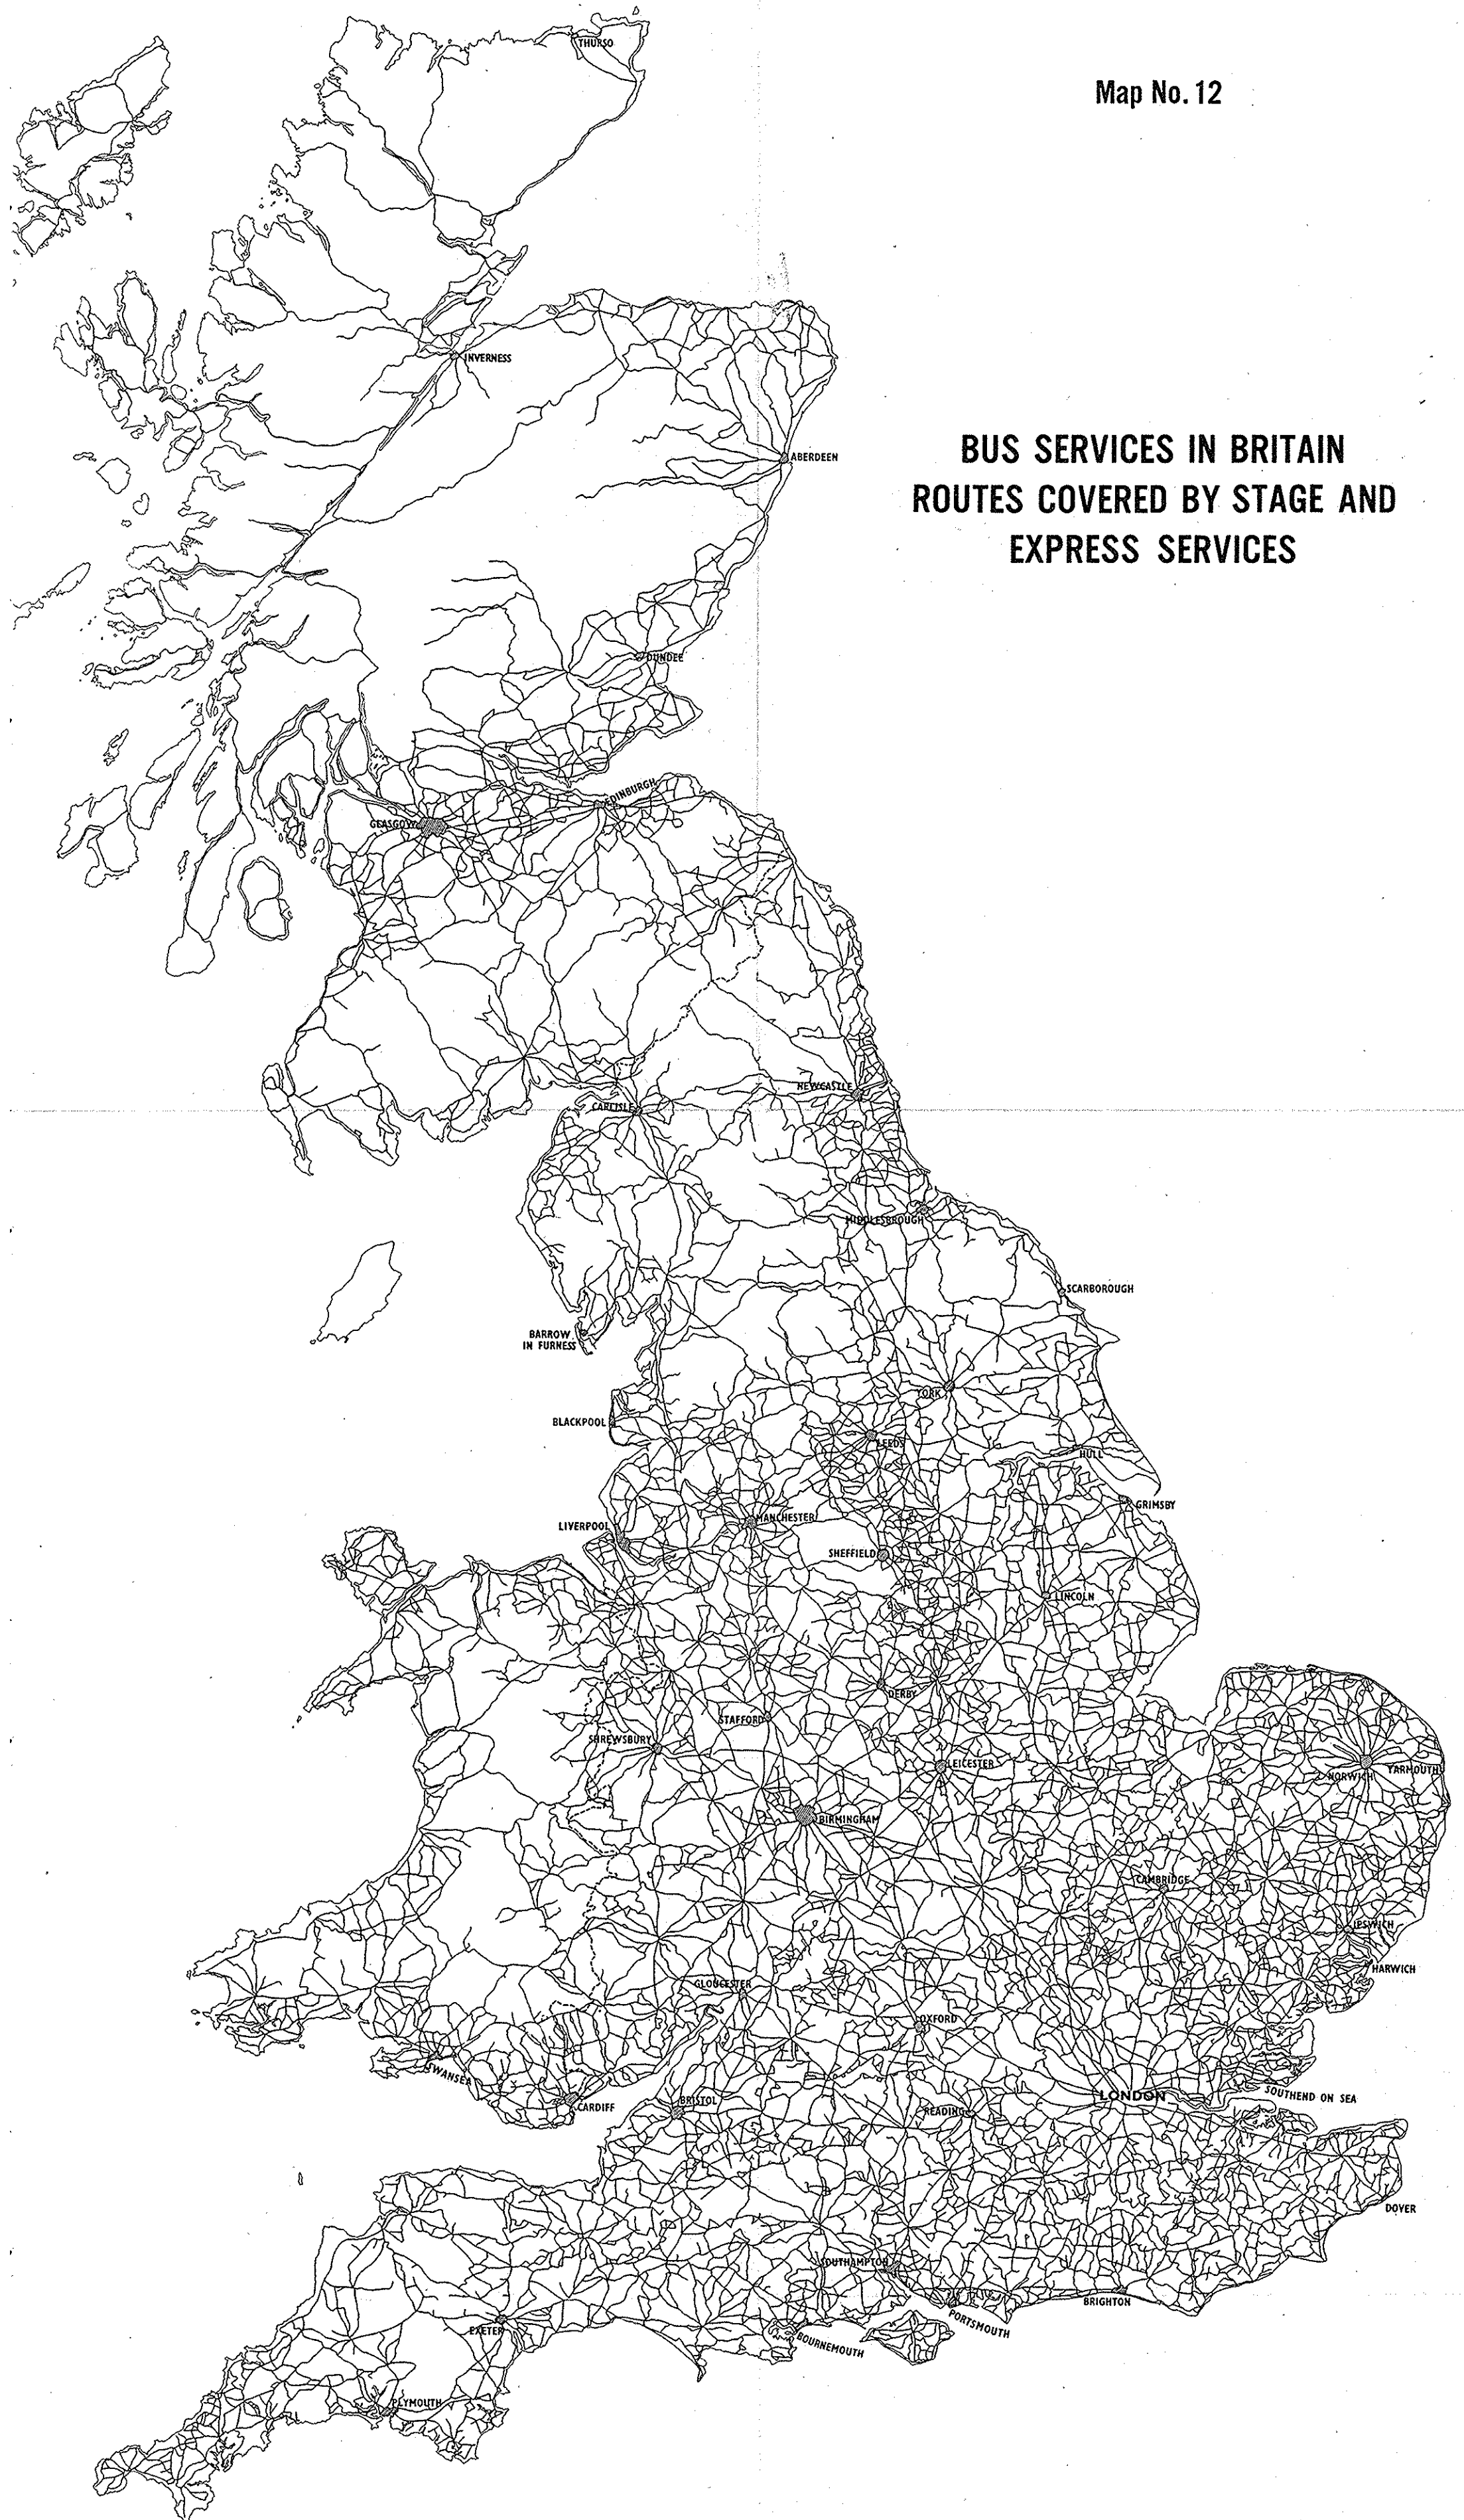 THURSO
Map No. 12
INVERNESS
BUS SERVICES IN BRITAIN
ROUTES COVERED BY STAGE AND
EXPRESS SERVICES
ABERDEEN
DUNDEE
EDINBURGH
GLASGOW
NEWCASTLE
CARLISLE
MIDDLESBROUGH
SCARBOROUGH
BARROW
IN FURNESS
YORK
BLACKPOOL
LEEDS
HULL
GRIMSBY
MANCHESTER
LIVERPOOL
SHEFFIELD
LINCOLN
DERBY
STAFFORD
SHREWSBURY
LEICESTER
NORWICH
YARMOUTH
BIRMINGHAM
CAMBRIDGE
IPSWICH
HARWICH
GLOUCESTER
OXFORD
SWANSEA
CARDIFF
BRISTOL
READING
LONDON
SOUTHEND ON SEA
DOVER
SOUTHAMPTON
BRIGHTON
PORTSMOUTH
BOURNEMOUTH
EXETER
PLYMOUTH